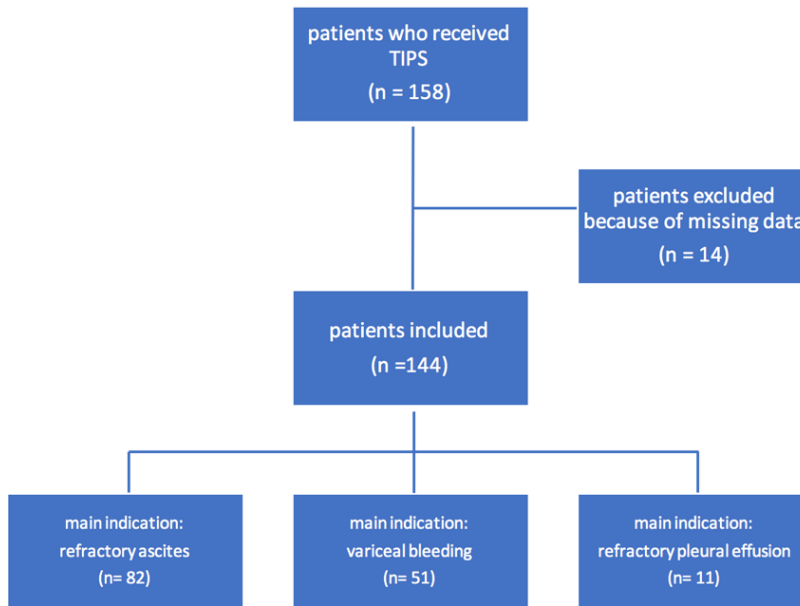 patients who received
TIPS
(n = 158)
patients excluded
because of missing data
(n = 14)
patients included
(n =144)
main indication:
refractory ascites
(n= 82)
main indication:
variceal bleeding
(n= 51)
main indication:
refractory pleural effusion
(n= 11)